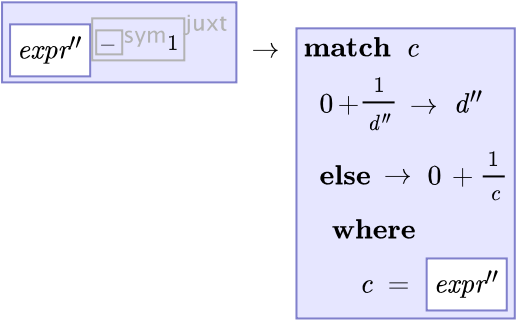 expr″ − sym 1 juxt → match c
0 + 1/d″ → d″
else → 0 + 1/c
where
c = expr″